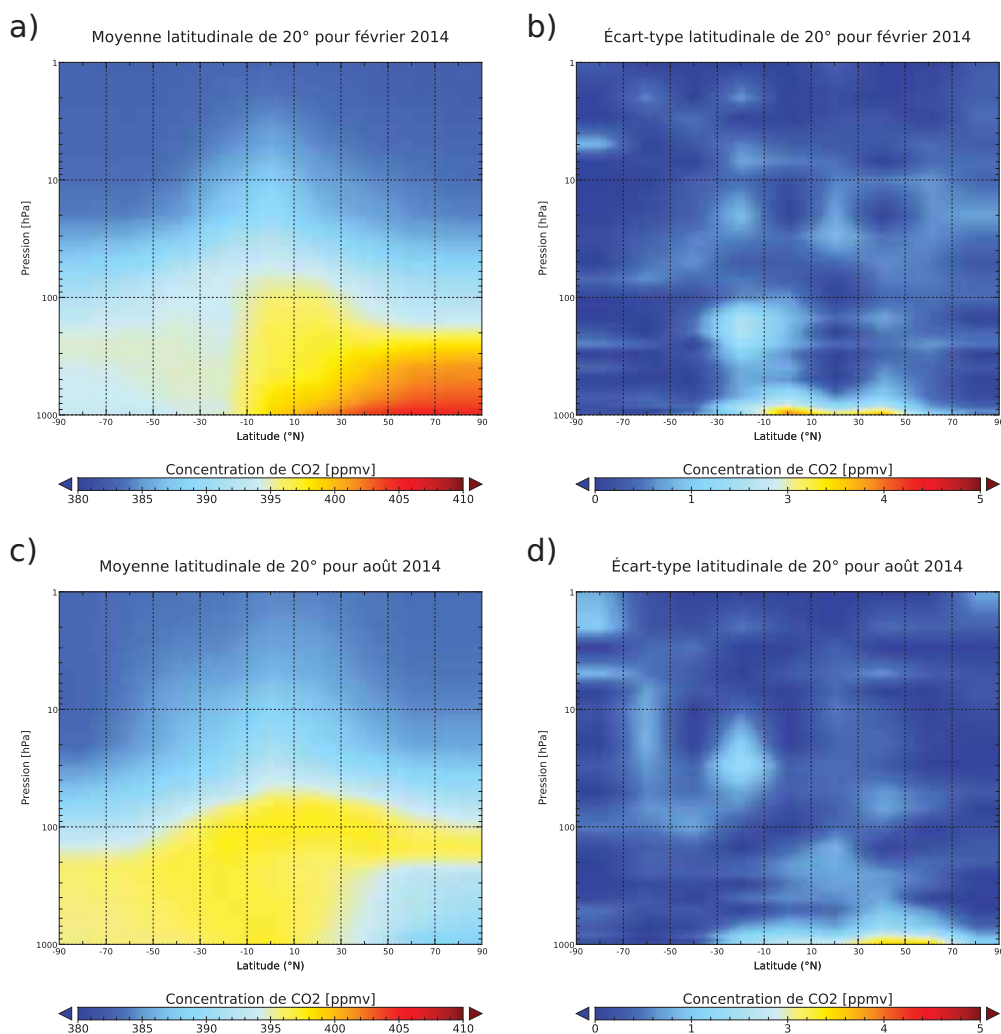 a)
Moyenne latitudinale de 20° pour février 2014
1
10
100
1000
Pression [hPa]
-90 -70 -50 -30 -10 10 30 50 70 90
Latitude (°N)
Concentration de CO2 [ppmv]
380 385 390 395 400 405 410
b)
Écart-type latitudinale de 20° pour février 2014
1
10
100
1000
Pression [hPa]
-90 -70 -50 -30 -10 10 30 50 70 90
Latitude (°N)
Concentration de CO2 [ppmv]
0 1 3 4 5
c)
Moyenne latitudinale de 20° pour août 2014
1
10
100
1000
Pression [hPa]
-90 -70 -50 -30 -10 10 30 50 70 90
Latitude (°N)
Concentration de CO2 [ppmv]
380 385 390 395 400 405 410
d)
Écart-type latitudinale de 20° pour août 2014
1
10
100
1000
Pression [hPa]
-90 -70 -50 -30 -10 10 30 50 70 90
Latitude (°N)
Concentration de CO2 [ppmv]
0 1 3 4 5